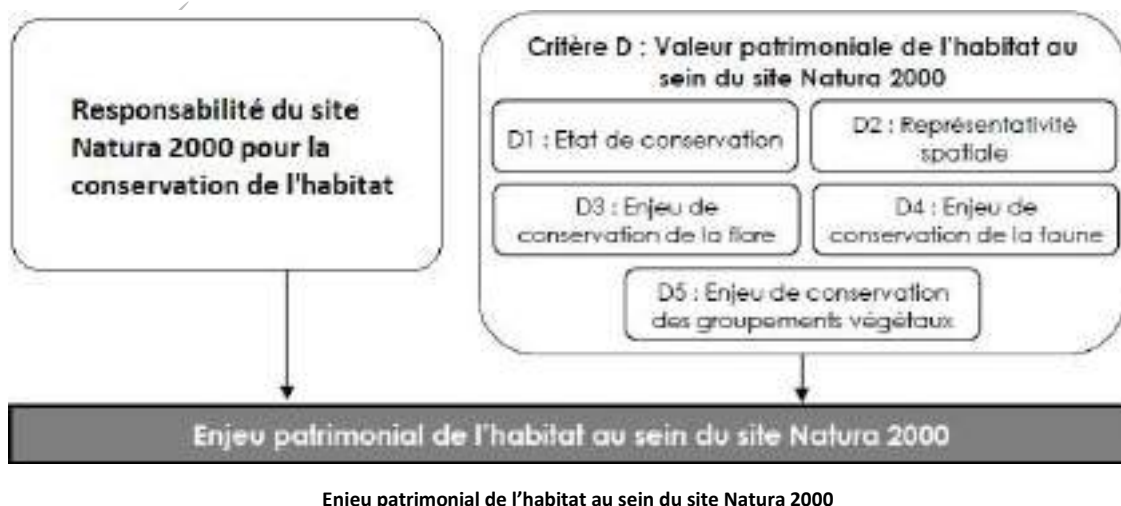 Responsabilité du site
Natura 2000 pour la
conservation de l'habitat
Critère D : Valeur patrimoniale de l'habitat au
sein du site Natura 2000
D1 : Etat de conservation
D2 : Représentativité
spatiale
D3 : Enjeu de
conservation de la flore
D4 : Enjeu de
conservation de la faune
D5 : Enjeu de conservation
des groupements végétaux
Enjeu patrimonial de l'habitat au sein du site Natura 2000
Enjeu patrimonial de l'habitat au sein du site Natura 2000